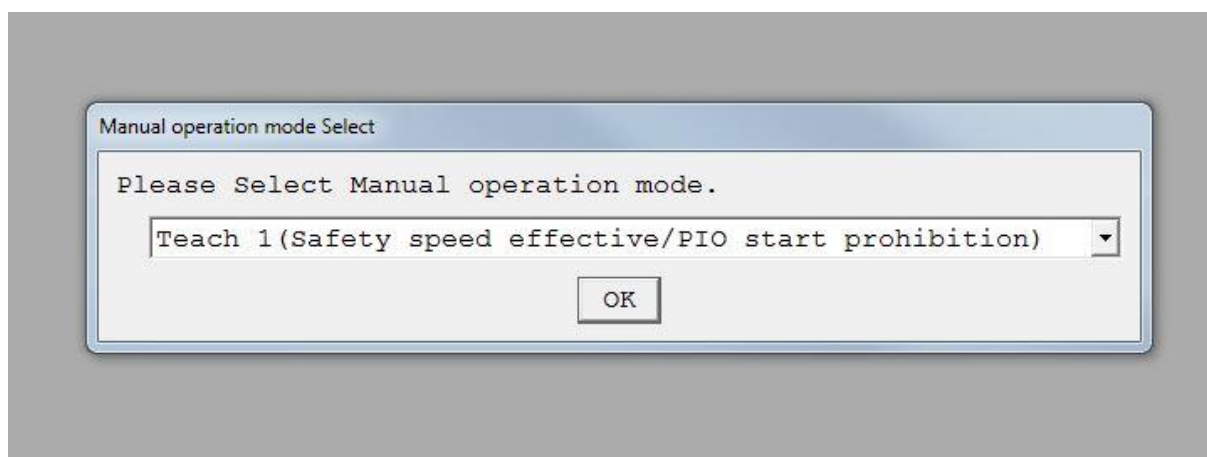 Manual operation mode Select
Please Select Manual operation mode.
Teach 1(Safety speed effective/PIO start prohibition)
OK